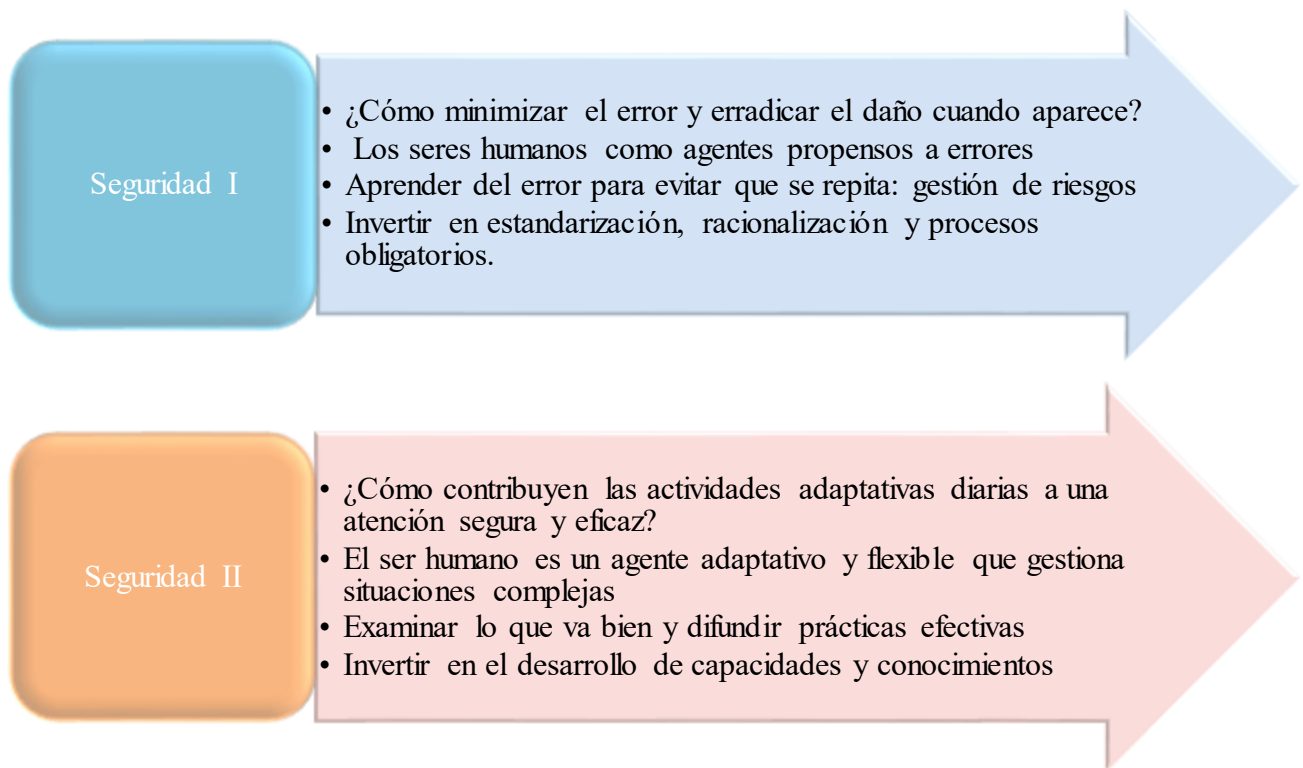 Seguridad I
• ¿Cómo minimizar el error y erradicar el daño cuando aparece?
• Los seres humanos como agentes propensos a errores
• Aprender del error para evitar que se repita: gestión de riesgos
• Invertir en estandarización, racionalización y procesos
obligatorios.
Seguridad II
• ¿Cómo contribuyen las actividades adaptativas diarias a una
atención segura y eficaz?
• El ser humano es un agente adaptativo y flexible que gestiona
situaciones complejas
• Examinar lo que va bien y difundir prácticas efectivas
• Invertir en el desarrollo de capacidades y conocimientos